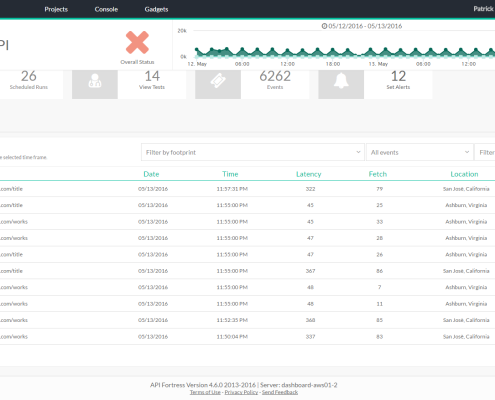 Projects Console Gadgets Patrick
05/12/2016 - 05/13/2016
PI
20k
0k
Overall Status
12. May 06:00 12:00 18:00 13. May 06:00 12:00
26 14 6262 12
Scheduled Runs View Tests Events Set Alerts
Filter by footprint All events Filter
e selected time frame.
Date Time Latency Fetch Location
.com/title 05/13/2016 11:57:31 PM 322 79 San José, California
.com/title 05/13/2016 11:55:00 PM 45 25 Ashburn, Virginia
.com/works 05/13/2016 11:55:00 PM 45 33 Ashburn, Virginia
.com/works 05/13/2016 11:55:00 PM 47 28 Ashburn, Virginia
.com/title 05/13/2016 11:55:00 PM 47 26 Ashburn, Virginia
.com/title 05/13/2016 11:55:00 PM 367 86 San José, California
.com/works 05/13/2016 11:55:00 PM 48 7 Ashburn, Virginia
.com/works 05/13/2016 11:55:00 PM 48 11 Ashburn, Virginia
.com/works 05/13/2016 11:52:35 PM 368 85 San José, California
.com/works 05/13/2016 11:50:04 PM 337 83 San José, California
API Fortress Version 4.6.0 2013-2016 | Server: dashboard-aws01-2
Terms of Use - Privacy Policy - Send Feedback